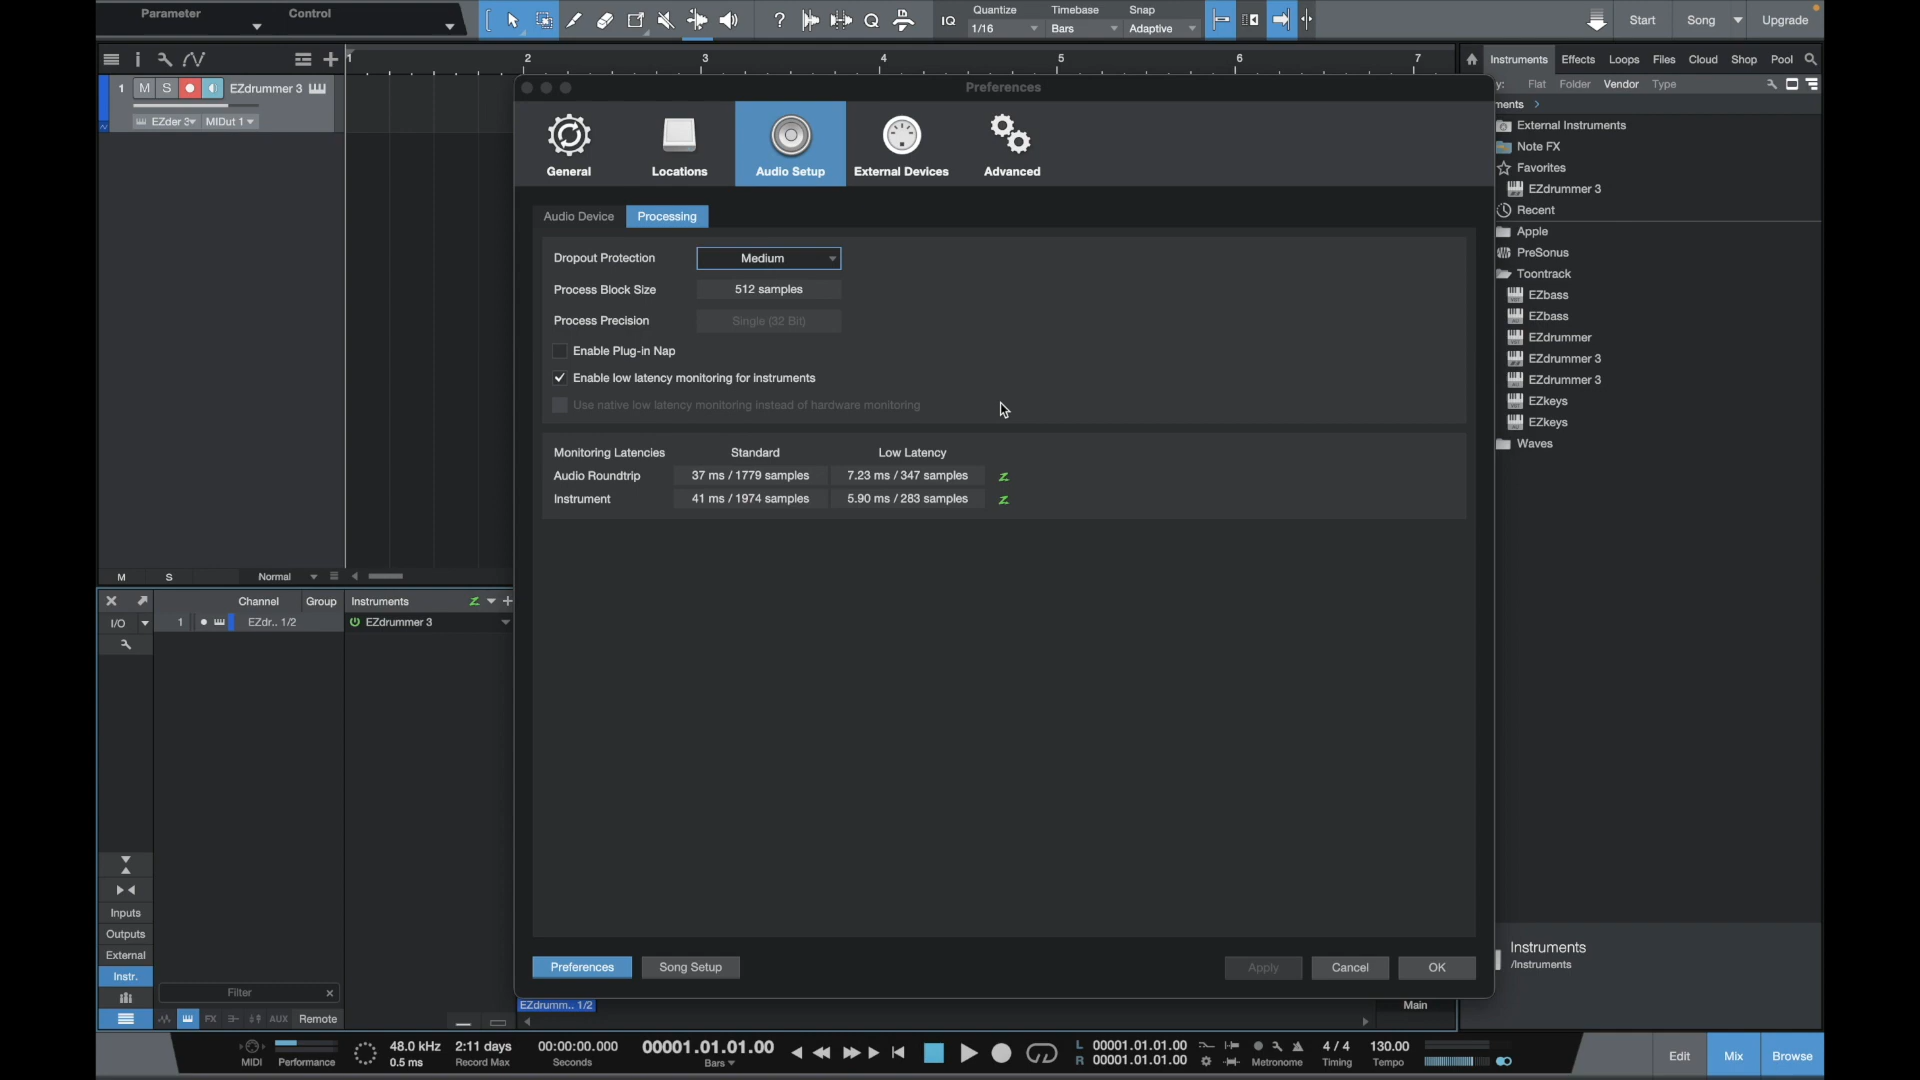 Parameter
Control
IQ
Quantize
1/16
Timebase
Bars
Snap
Adaptive
Start
Song
Upgrade
1 2 3 4 5 6 7
1 M S EZdrummer 3
EZder 3 MIDut 1
Instruments Effects Loops Files Cloud Shop Pool
y: Flat Folder Vendor Type
ments
External Instruments
Note FX
Favorites
EZdrummer 3
Recent
Apple
PreSonus
Toontrack
EZbass
EZbass
EZdrummer
EZdrummer 3
EZdrummer 3
EZkeys
EZkeys
Waves
Preferences
General
Locations
Audio Setup
External Devices
Advanced
Audio Device
Processing
Dropout Protection Medium
Process Block Size 512 samples
Process Precision Single (32 Bit)
Enable Plug-in Nap
Enable low latency monitoring for instruments
Use native low latency monitoring instead of hardware monitoring
Monitoring Latencies Standard Low Latency
Audio Roundtrip 37 ms / 1779 samples 7.23 ms / 347 samples Z
Instrument 41 ms / 1974 samples 5.90 ms / 283 samples Z
Preferences
Song Setup
Apply
Cancel
OK
M S Normal
Channel Group Instruments Z
I/O 1 EZdr.. 1/2 EZdrummer 3
Inputs
Outputs
External
Instr.
Filter
FX AUX Remote
EZdrumm.. 1/2
Main
Instruments
/Instruments
MIDI
Performance
48.0 kHz
0.5 ms
2:11 days
Record Max
00:00:00.000
Seconds
00001.01.01.00
Bars
L 00001.01.01.00
R 00001.01.01.00
Metronome
4 / 4
Timing
130.00
Tempo
Edit
Mix
Browse